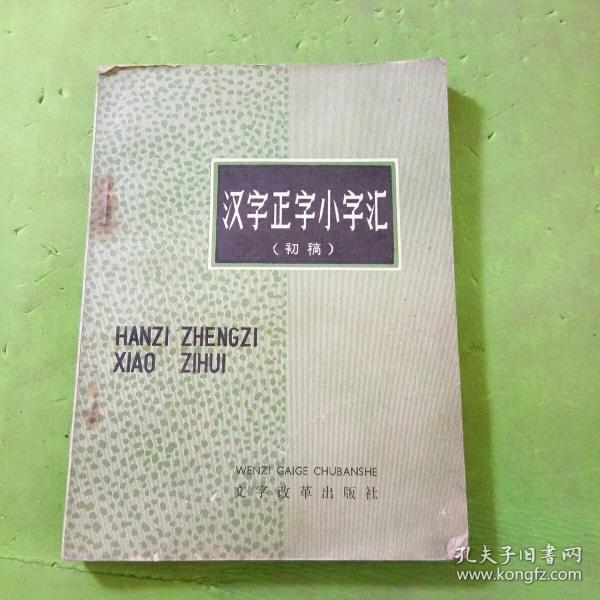 汉字正字小字汇
（初稿）
HANZI ZHENGZI
XIAO ZIHUI
WENZI GAIGE CHUBANSHE
文字改革出版社
孔夫子旧書网
www.kongfz.com